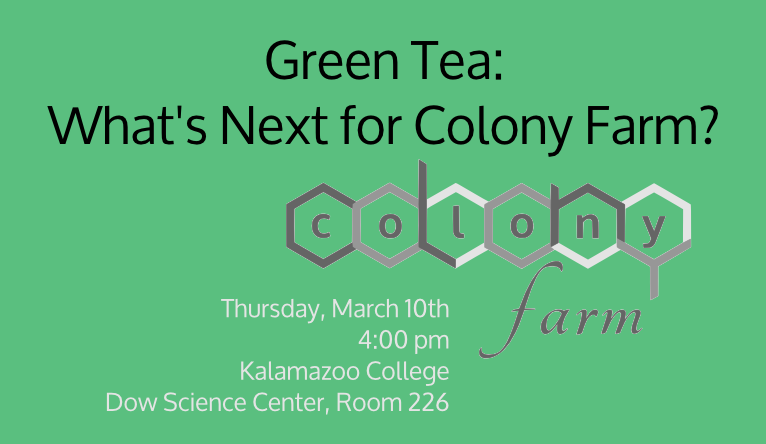 Green Tea:
What's Next for Colony Farm?
colony
farm
Thursday, March 10th
4:00 pm
Kalamazoo College
Dow Science Center, Room 226